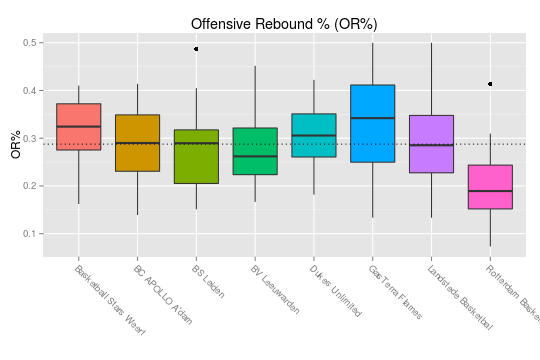 Offensive Rebound % (OR%)
OR%
0.5
0.4
0.3
0.2
0.1
Basketball Stars Weert
BC APOLLO A'dam
BS Leiden
BV Leeuwarden
Dukes Unlimited
GasTerra Flames
Landstede Basketbal
Rotterdam Baske